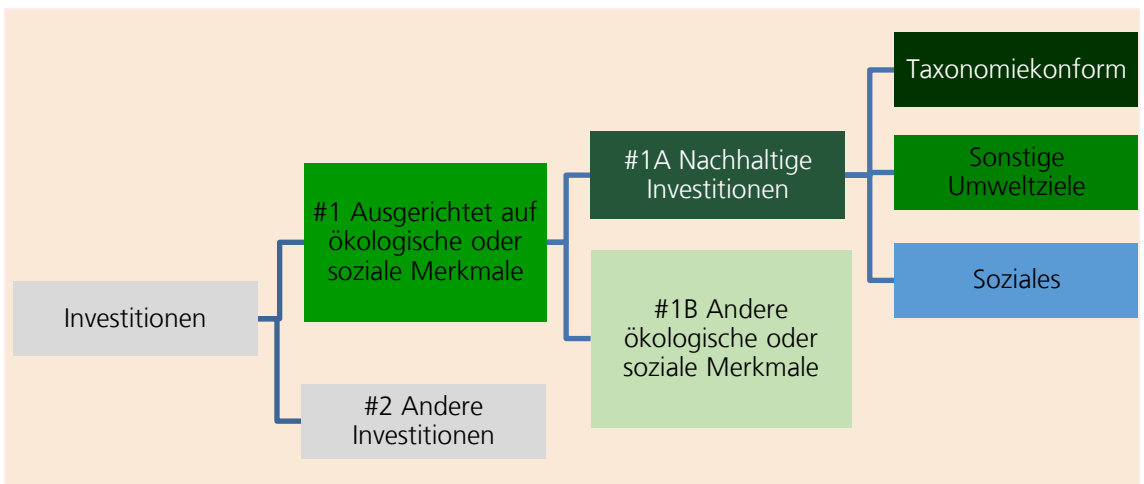 Investitionen
#1 Ausgerichtet auf
ökologische oder
soziale Merkmale
#2 Andere
Investitionen
#1A Nachhaltige
Investitionen
#1B Andere
ökologische oder
soziale Merkmale
Taxonomiekonform
Sonstige
Umweltziele
Soziales